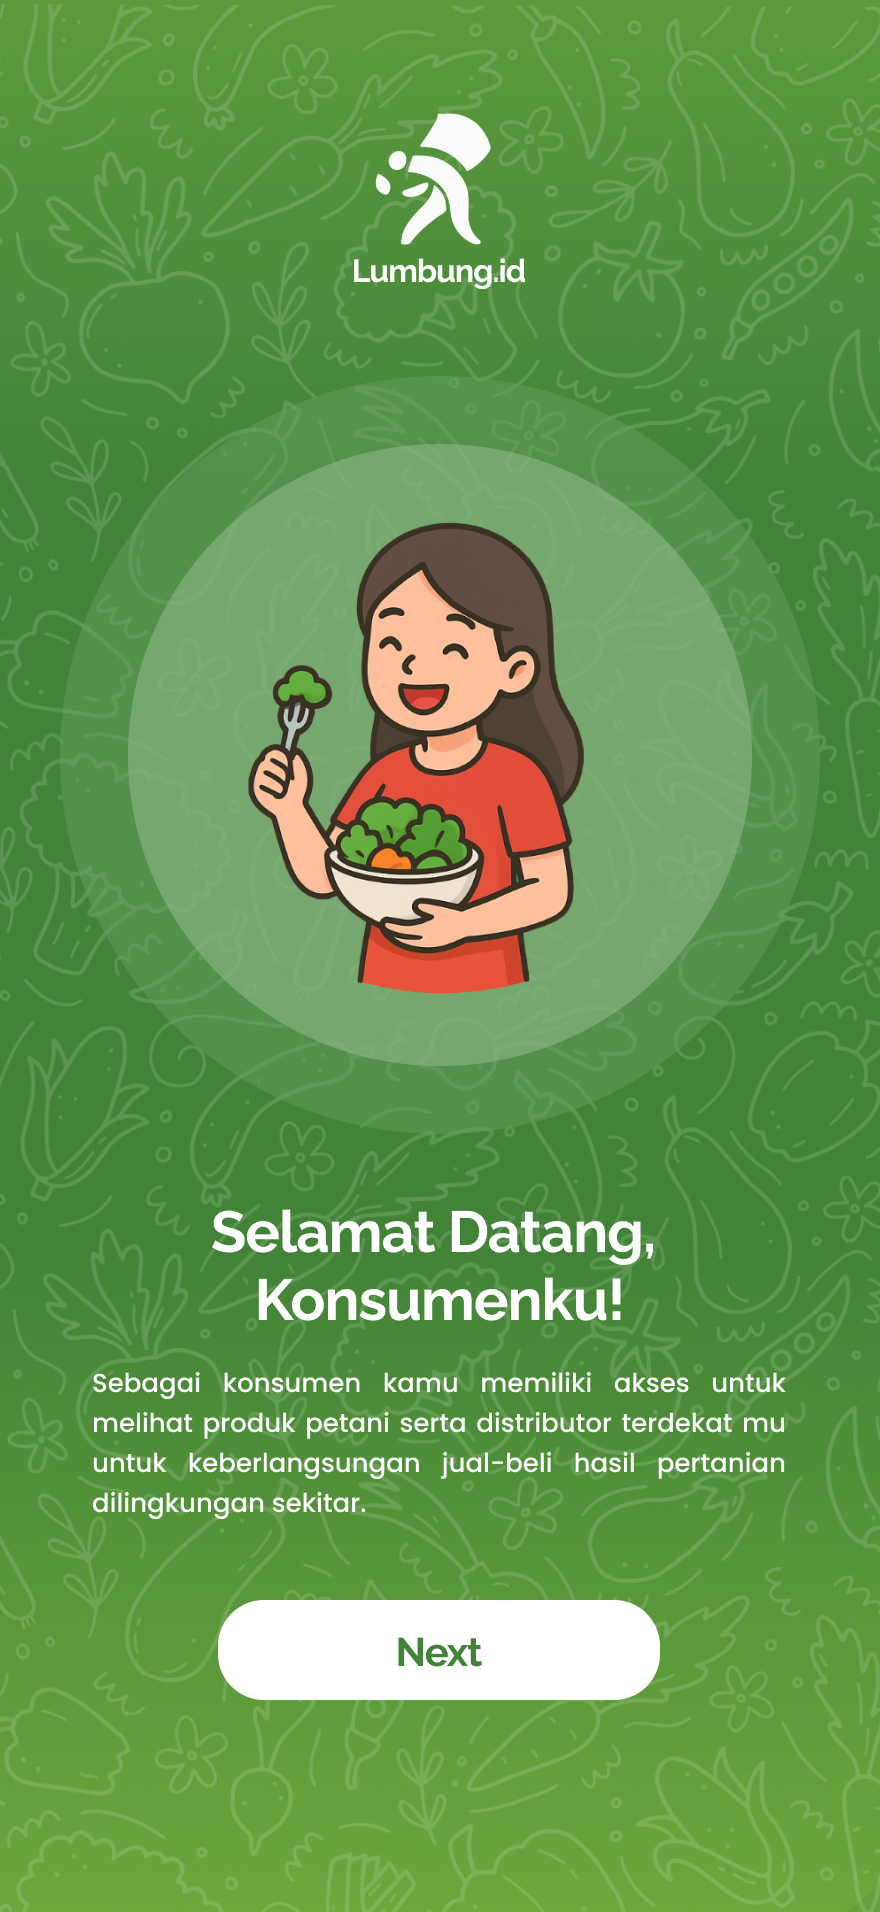 Lumbung.id
Selamat Datang,
Konsumenku!
Sebagai konsumen kamu memiliki akses untuk
melihat produk petani serta distributor terdekat mu
untuk keberlangsungan jual-beli hasil pertanian
dilingkungan sekitar.
Next